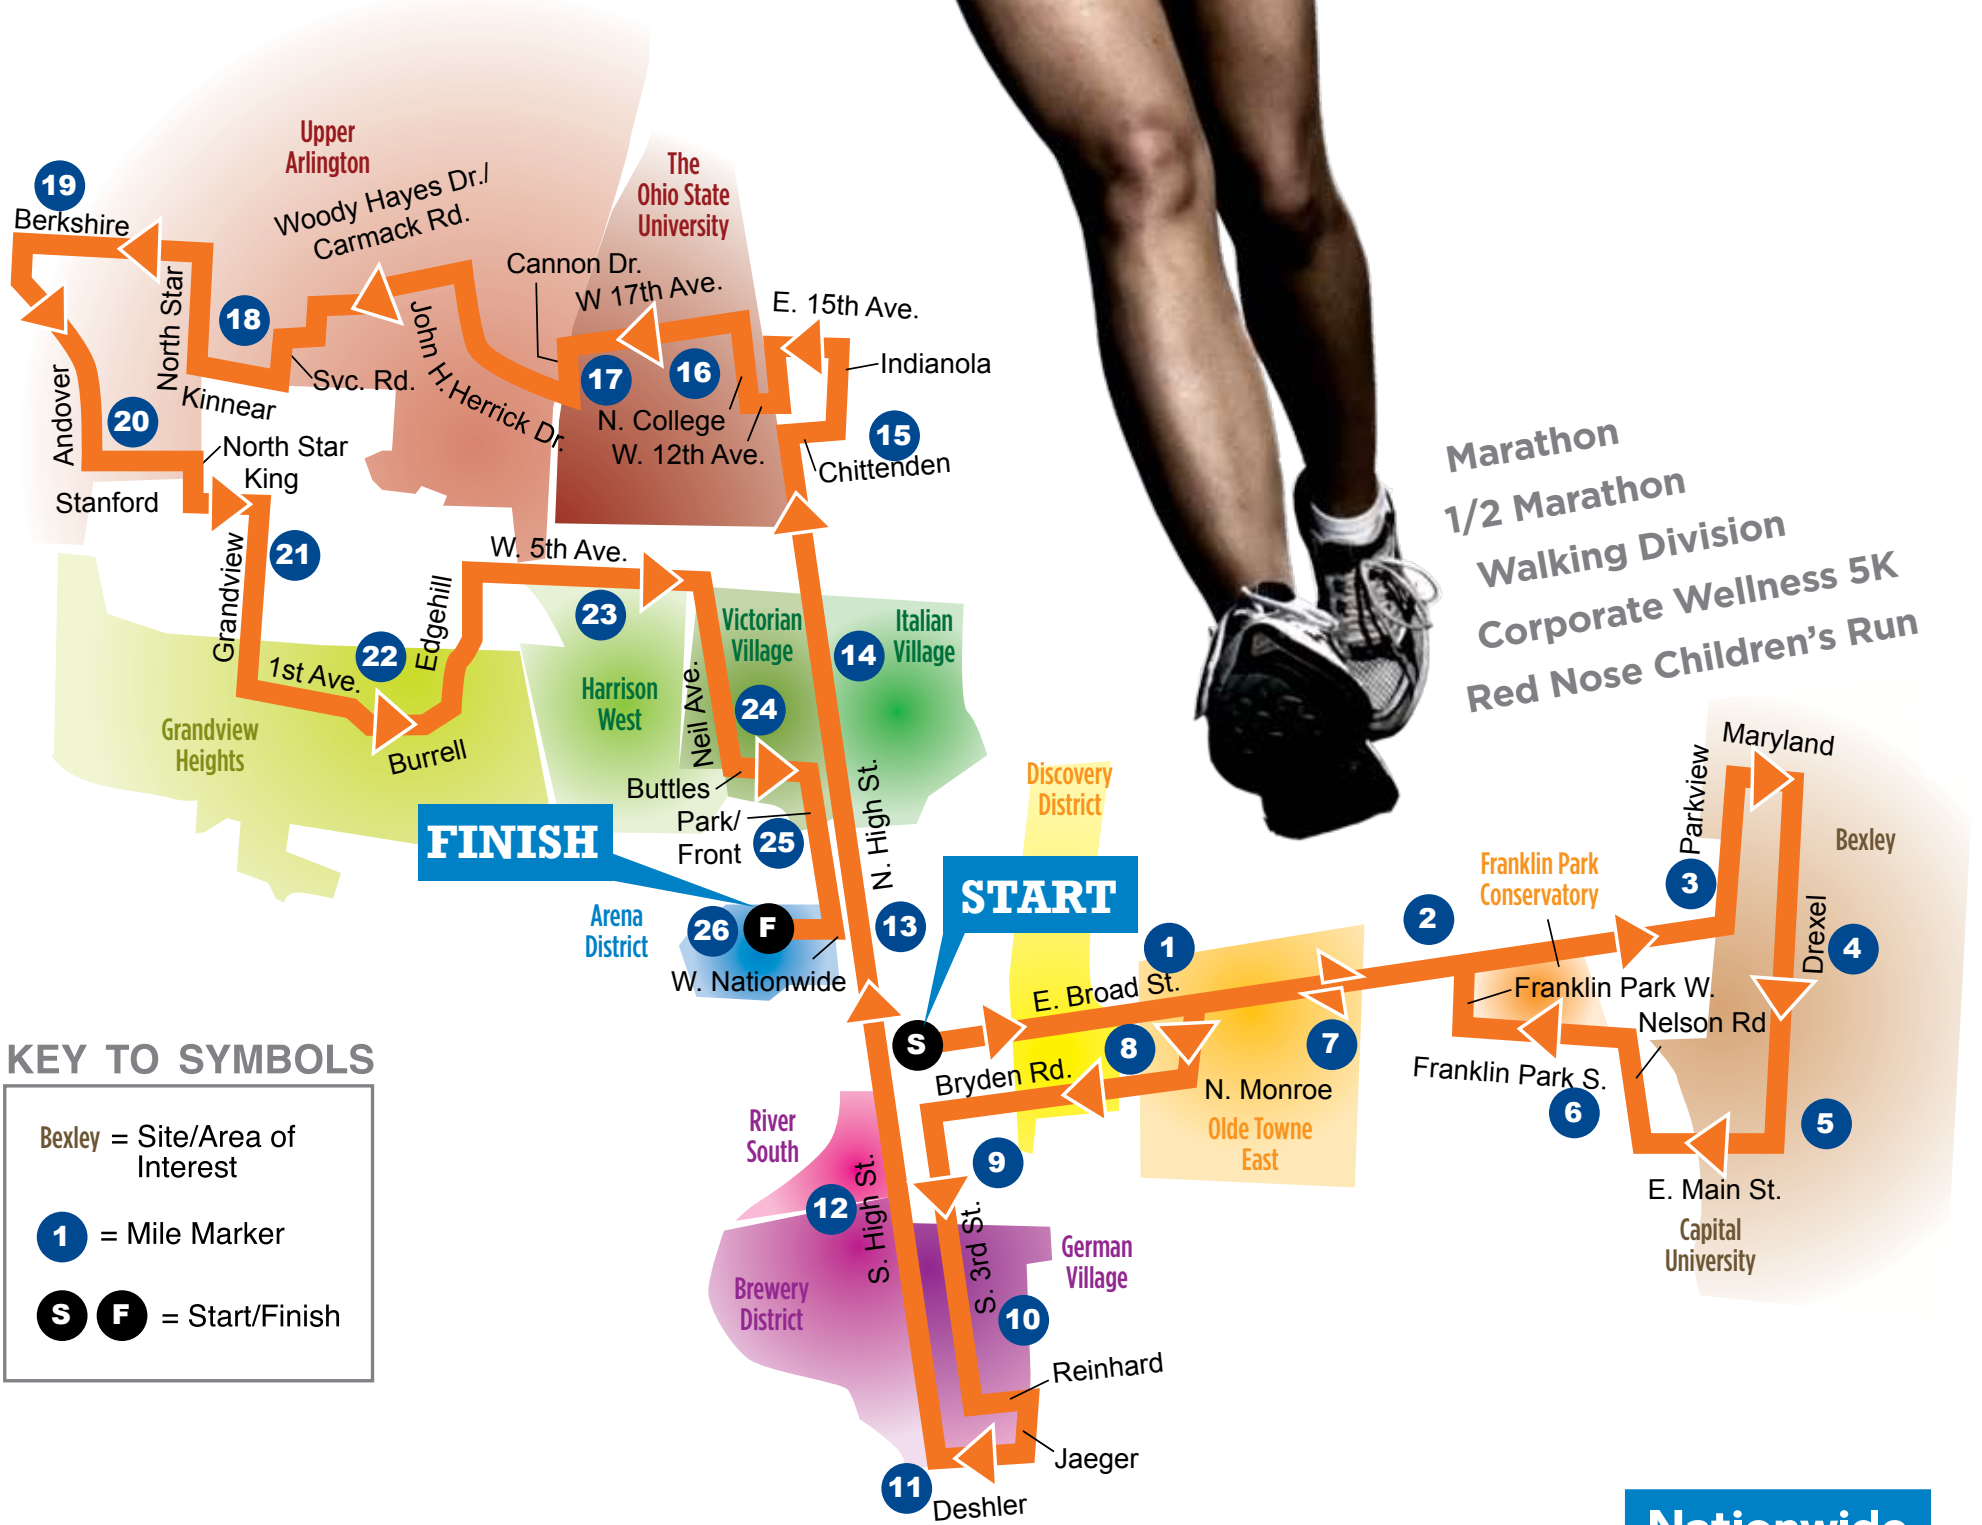 Upper
Arlington
Woody Hayes Dr./
Carmack Rd.
The
Ohio State
University
19
Berkshire
Cannon Dr.
W 17th Ave.
E. 15th Ave.
North Star
18
John H. Herrick Dr.
Indianola
Svc. Rd.
17
16
Kinnear
N. College
W. 12th Ave.
15
Chittenden
Andover
20
North Star
King
Stanford
Grandview
21
W. 5th Ave.
Edgehill
23
22
1st Ave.
Burrell
Grandview
Heights
Harrison
West
Victorian
Village
Neil Ave.
24
14
Italian
Village
Buttles
Park/
Front
25
N. High St.
FINISH
Arena
District
26
F
W. Nationwide
13
START
S
Discovery
District
Marathon
1/2 Marathon
Walking Division
Corporate Wellness 5K
Red Nose Children's Run
Maryland
Parkview
Bexley
Franklin Park
Conservatory
3
2
1
Drexel
4
E. Broad St.
Franklin Park W.
Nelson Rd
8
7
Bryden Rd.
N. Monroe
Franklin Park S.
6
5
Olde Towne
East
E. Main St.
Capital
University
River
South
9
12
S. High St.
S. 3rd St.
German
Village
Brewery
District
10
Reinhard
Jaeger
11
Deshler
KEY TO SYMBOLS
Bexley = Site/Area of
Interest
1 = Mile Marker
S F = Start/Finish
Nationwide